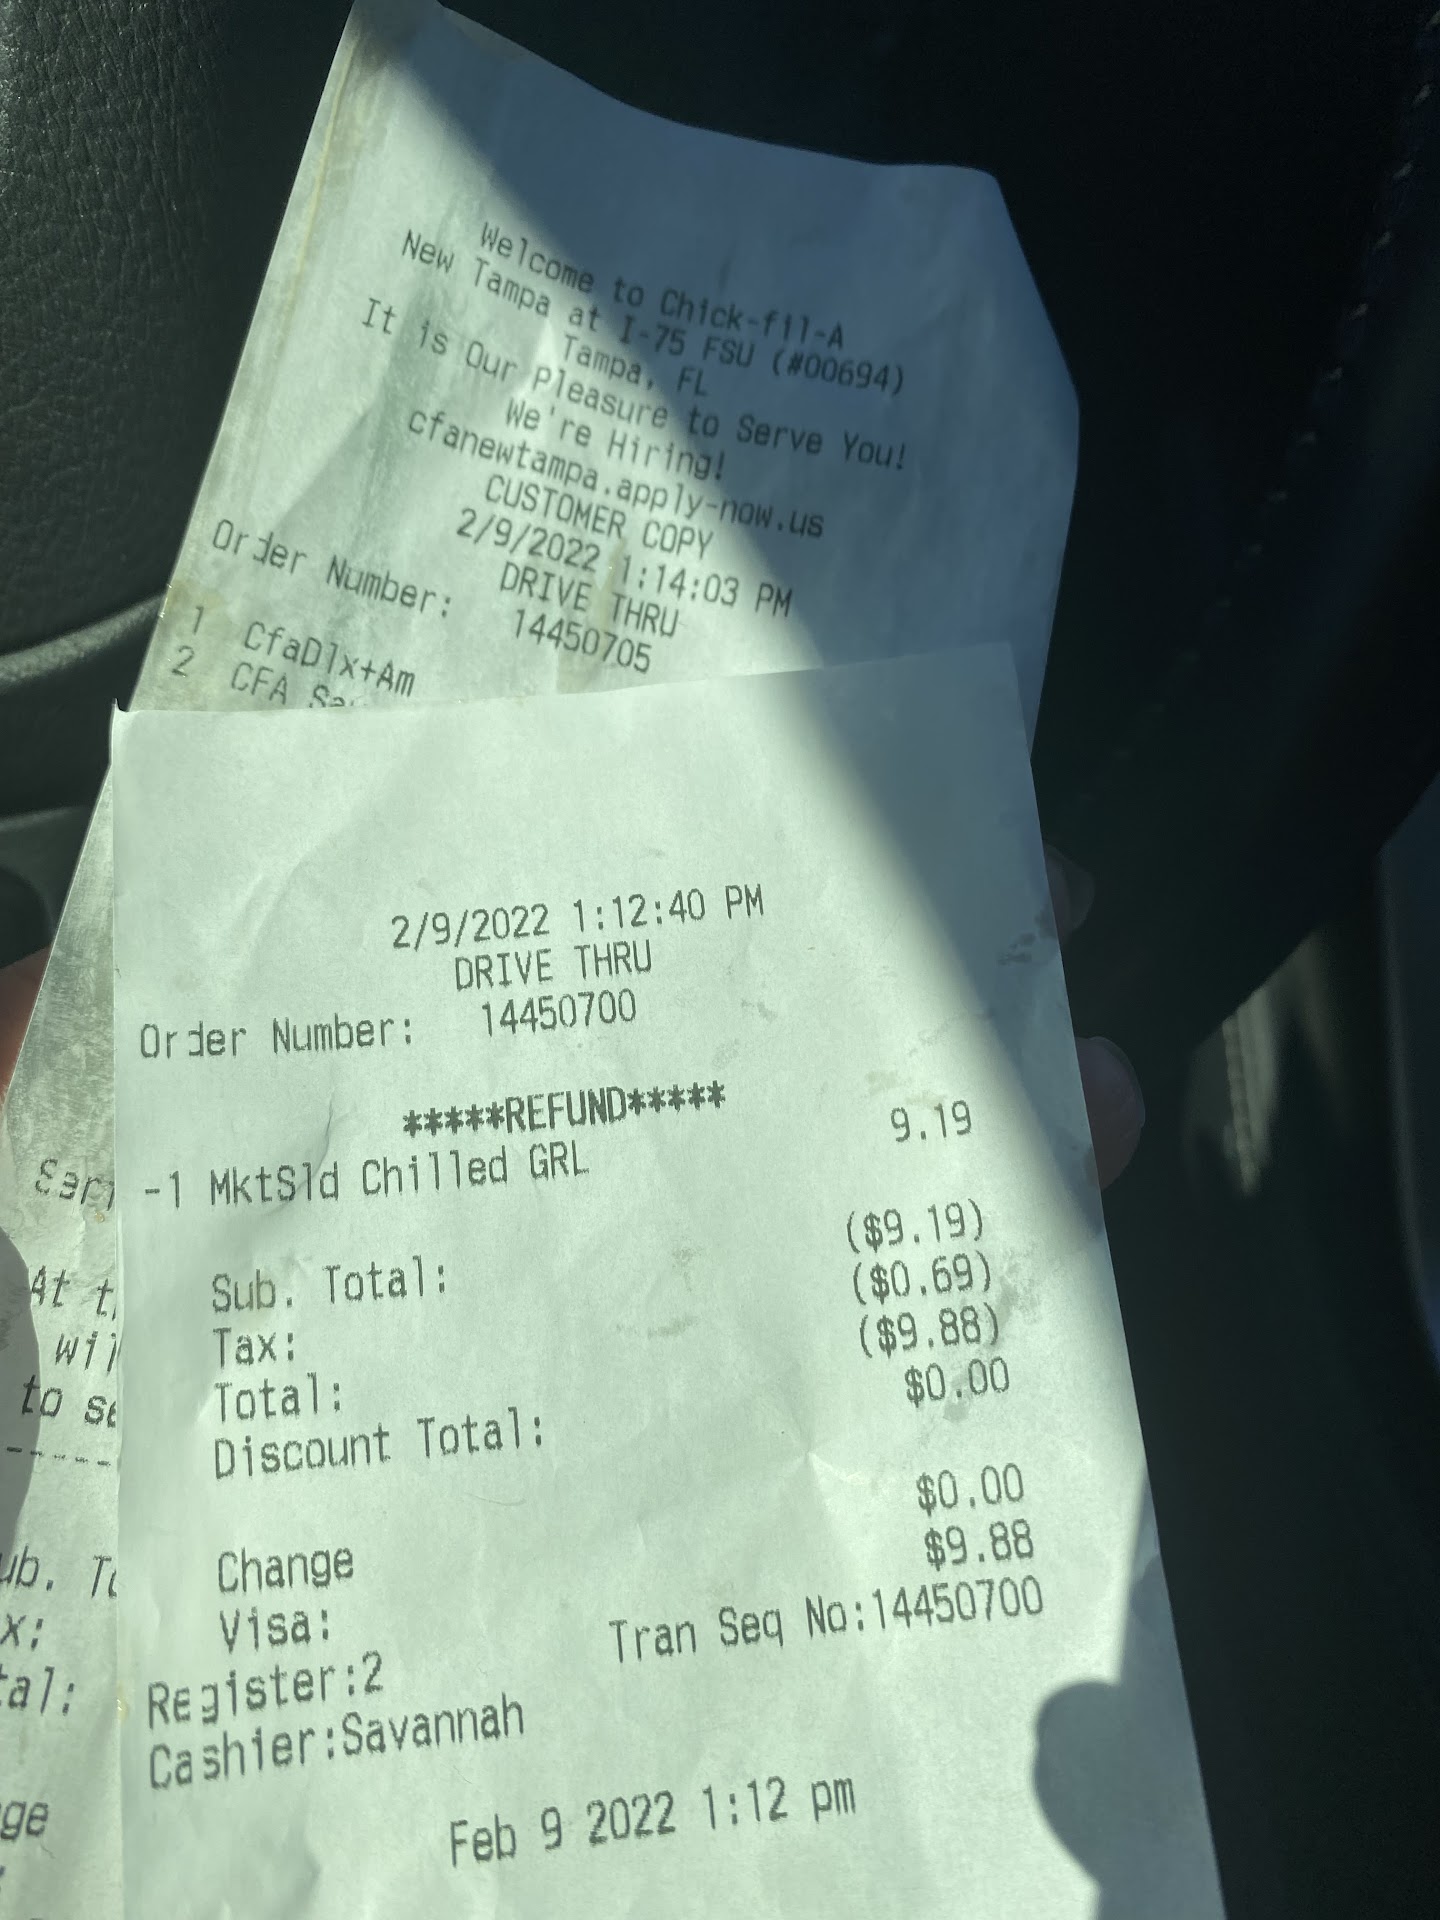 Welcome to Chick-fil-A
New Tampa at I-75 FSU (#00694)
Tampa, FL
It is Our Pleasure to Serve You!
We're Hiring!
cfanewtampa.apply-now.us
CUSTOMER COPY
2/9/2022 1:14:03 PM
DRIVE THRU
Order Number: 14450705
1 CfaDlx+Am
2 CFA
2/9/2022 1:12:40 PM
DRIVE THRU
Order Number: 14450700
*****REFUND*****
-1 MktSld Chilled GRL 9.19
Sub. Total: ($9.19)
Tax: ($0.69)
Total: ($9.88)
Discount Total: $0.00
Change $0.00
Visa: $9.88
Register:2 Tran Seq No:14450700
Cashier:Savannah
Feb 9 2022 1:12 pm
At
to